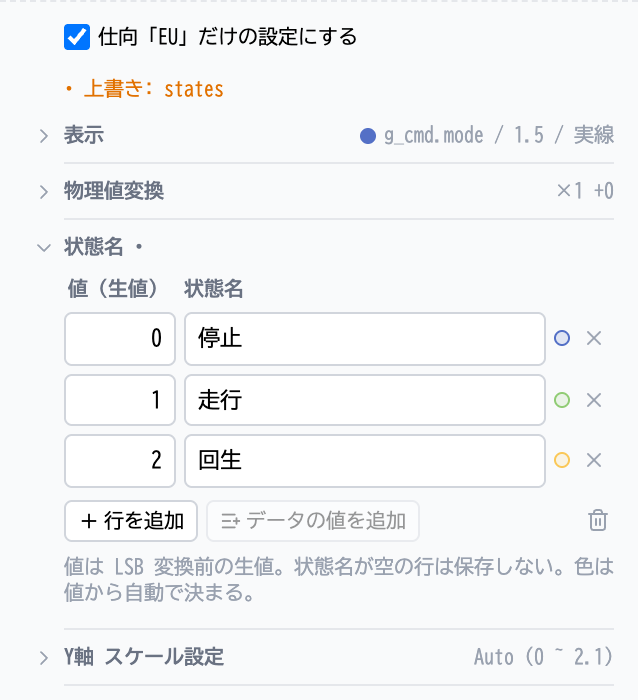 仕向「EU」だけの設定にする
・上書き: states
表示 g_cmd.mode / 1.5 / 実線
物理値変換 ×1 +0
状態名 ・
値（生値） 状態名
0 停止
1 走行
2 回生
＋ 行を追加 データの値を追加
値は LSB 変換前の生値。状態名が空の行は保存しない。色は
値から自動で決まる。
Y軸 スケール設定 Auto (0 ~ 2.1)